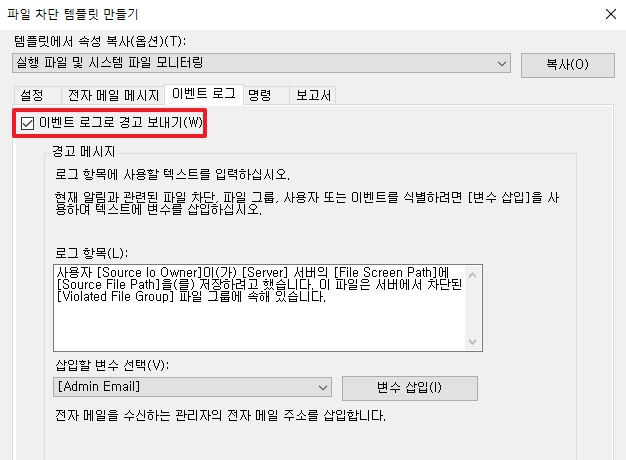 파일 차단 템플릿 만들기
템플릿에서 속성 복사(옵션)(T):
실행 파일 및 시스템 파일 모니터링
복사(O)
설정 전자 메일 메시지 이벤트 로그 명령 보고서
이벤트 로그로 경고 보내기(W)
경고 메시지
로그 항목에 사용할 텍스트를 입력하십시오.
현재 알림과 관련된 파일 차단, 파일 그룹, 사용자 또는 이벤트를 식별하려면 [변수 삽입]을 사
용하여 텍스트에 변수를 삽입하십시오.
로그 항목(L):
사용자 [Source Io Owner]이(가) [Server] 서버의 [File Screen Path]에
[Source File Path]을(를) 저장하려고 했습니다. 이 파일은 서버에서 차단된
[Violated File Group] 파일 그룹에 속해 있습니다.
삽입할 변수 선택(V):
[Admin Email]
변수 삽입(I)
전자 메일을 수신하는 관리자의 전자 메일 주소를 삽입합니다.